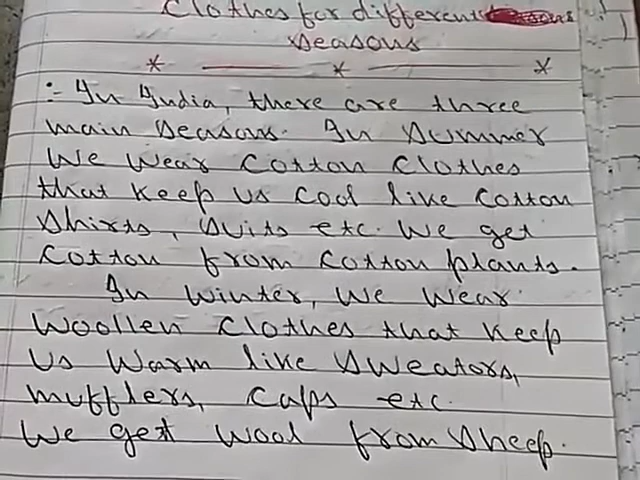 Clothes for different
Seasons
:- In India, there are three
main seasons. In summer
We wear cotton clothes
that keep us cool like cotton
Shirts, Suits etc. We get
Cotton from cotton plants.
In winter, we wear
Woollen clothes that keep
us warm like sweators,
mufflers, caps etc.
We get wool from sheep.